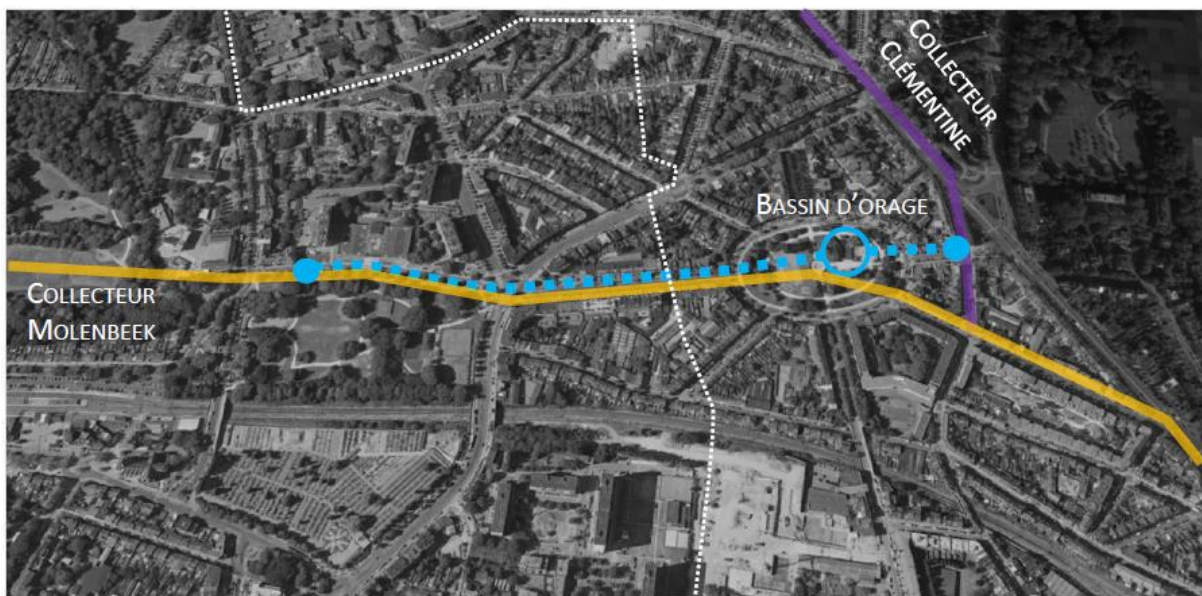 COLLECTEUR
CLÉMENTINE
BASSIN D'ORAGE
COLLECTEUR
MOLENBEEK